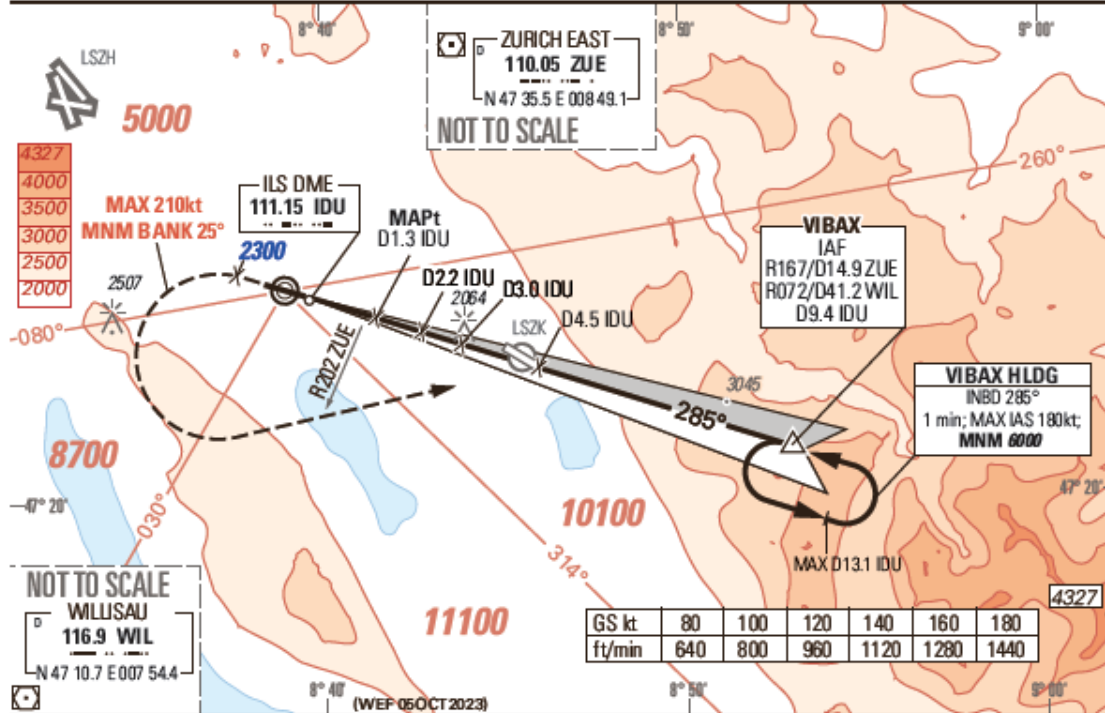 8° 40'
8° 50'
9° 00'
LSZH
D
ZURICH EAST
110.05 ZUE
N 47 35.5 E 008 49.1
NOT TO SCALE
5000
4327
4000
3500
3000
2500
2000
MAX 210kt
MNM BANK 25°
ILS DME
111.15 IDU
2300
MAPt
D1.3 IDU
260°
VIBAX
IAF
R167/D14.9 ZUE
R072/D41.2 WIL
D9.4 IDU
2507
D2.2 IDU
2064
D3.0 IDU
LSZK
D4.5 IDU
080°
R202 ZUE
3045
285°
VIBAX HLDG
INBD 285°
1 min; MAX IAS 180kt;
MNM 6000
8700
47° 20'
47° 20'
10100
030°
314°
MAX D13.1 IDU
NOT TO SCALE
D
WILLISAU
116.9 WIL
N 47 10.7 E 007 54.4
11100
4327
GS kt 80 100 120 140 160 180
ft/min 640 800 960 1120 1280 1440
8° 40'
(WEF 05OCT2023)
8° 50'
9° 00'